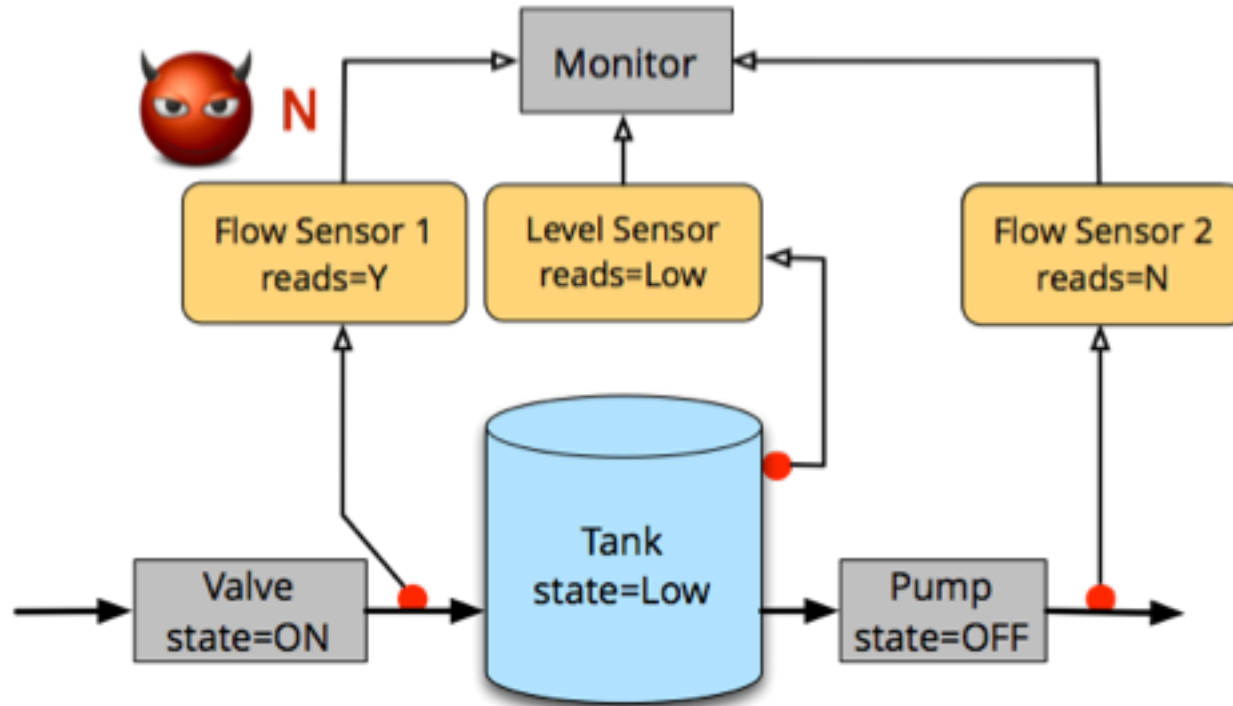 Monitor
N
Flow Sensor 1
reads=Y
Level Sensor
reads=Low
Flow Sensor 2
reads=N
Tank
state=Low
Valve
state=ON
Pump
state=OFF